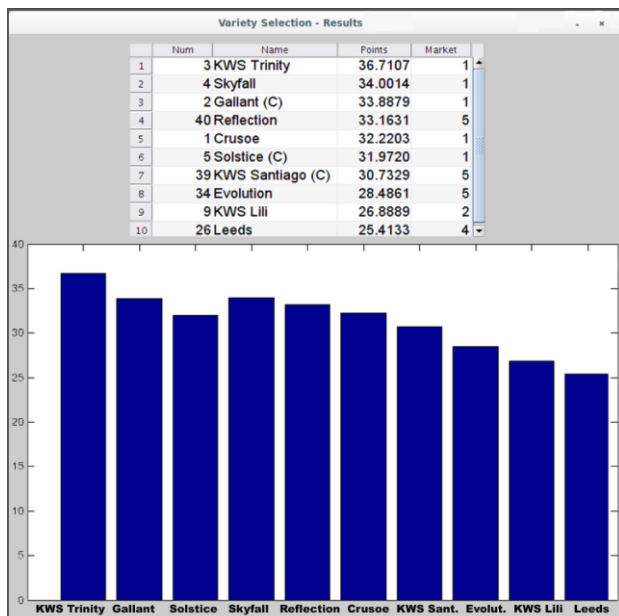 Variety Selection - Results
Num Name Points Market
1 3 KWS Trinity 36.7107 1
2 4 Skyfall 34.0014 1
3 2 Gallant (C) 33.8879 1
4 40 Reflection 33.1631 5
5 1 Crusoe 32.2203 1
6 5 Solstice (C) 31.9720 1
7 39 KWS Santiago (C) 30.7329 5
8 34 Evolution 28.4861 5
9 9 KWS Lili 26.8889 2
10 26 Leeds 25.4133 4
40
35
30
25
20
15
10
5
0
KWS Trinity Gallant Solstice Skyfall Reflection Crusoe KWS Sant. Evolut. KWS Lili Leeds